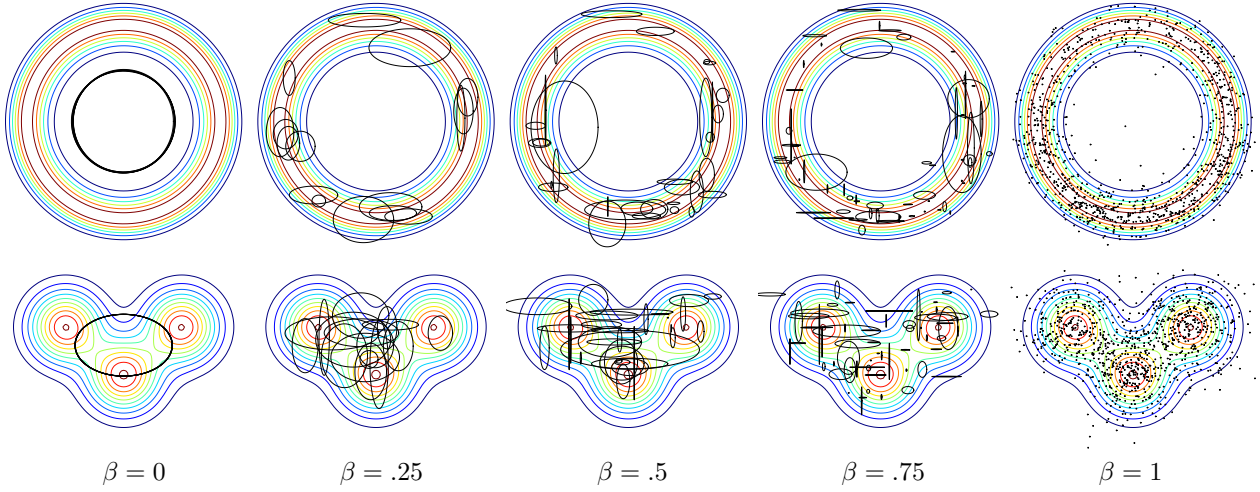 β = 0 β = .25 β = .5 β = .75 β = 1